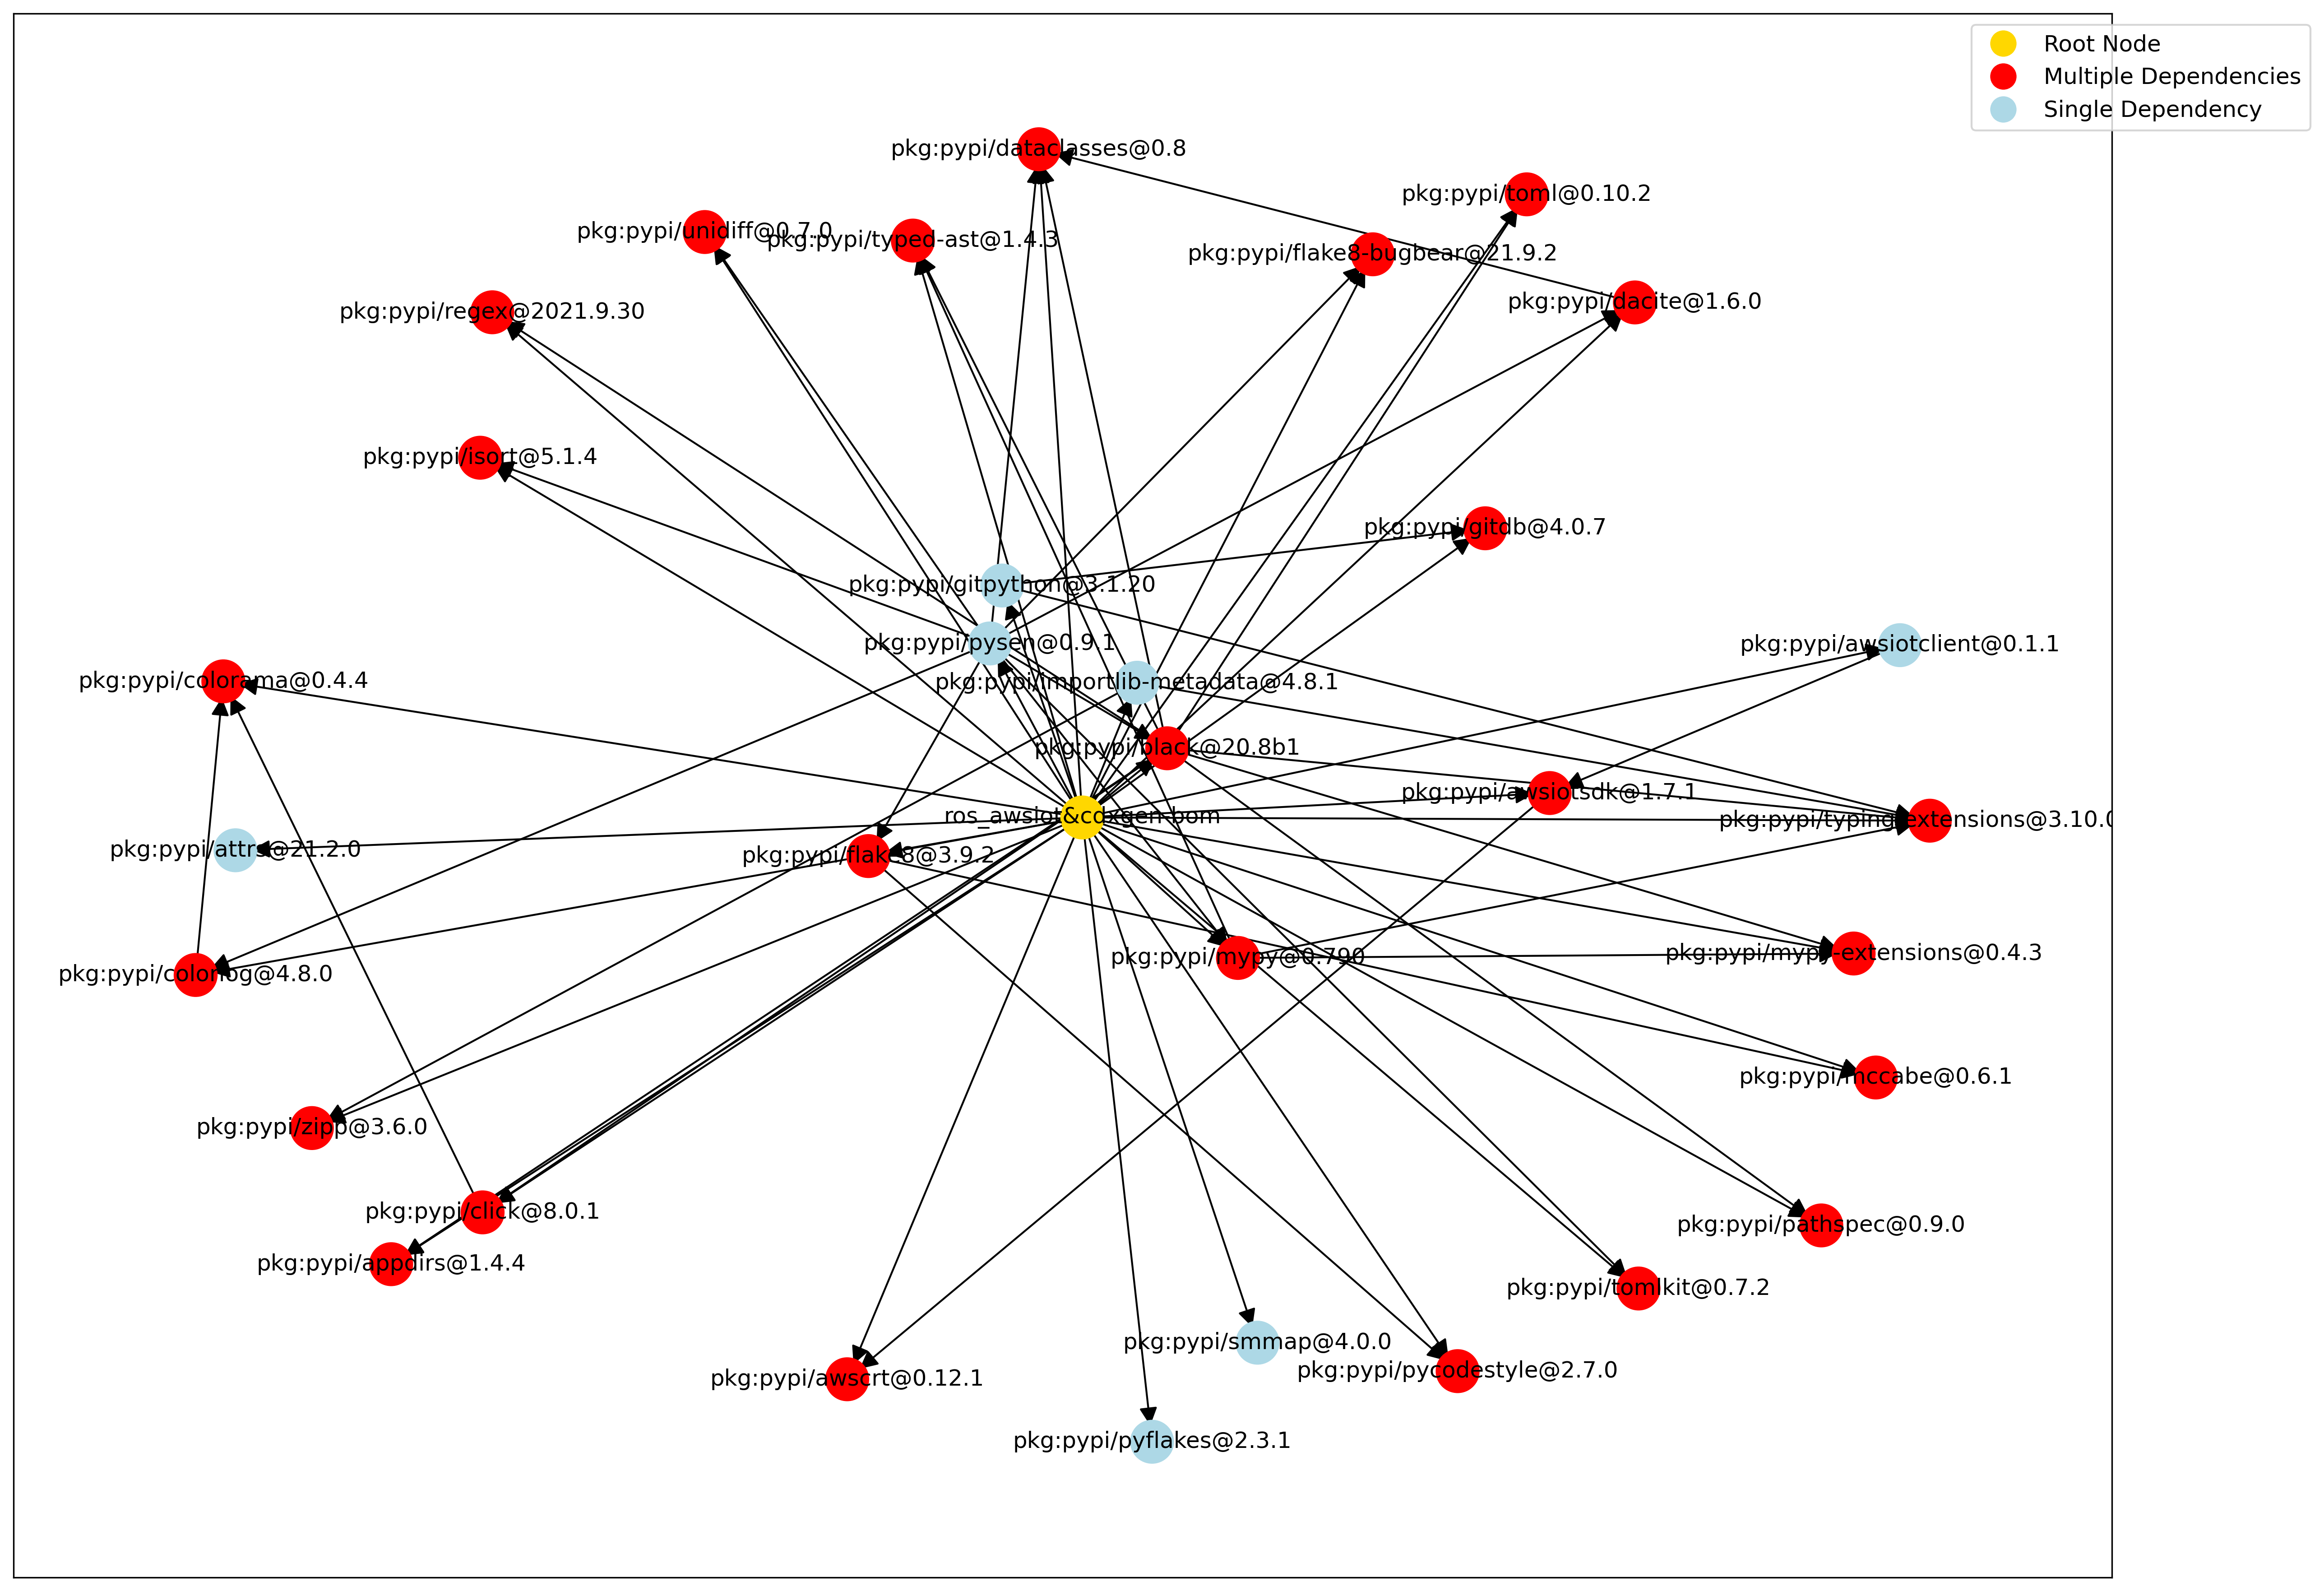 Root Node
Multiple Dependencies
Single Dependency
pkg:pypi/dataclasses@0.8
pkg:pypi/toml@0.10.2
pkg:pypi/unidiff@0.7.0
pkg:pypi/typed-ast@1.4.3
pkg:pypi/flake8-bugbear@21.9.2
pkg:pypi/dacite@1.6.0
pkg:pypi/regex@2021.9.30
pkg:pypi/isort@5.1.4
pkg:pypi/gitdb@4.0.7
pkg:pypi/gitpython@3.1.20
pkg:pypi/pysen@0.9.1
pkg:pypi/awsiotclient@0.1.1
pkg:pypi/colorama@0.4.4
pkg:pypi/importlib-metadata@4.8.1
pkg:pypi/black@20.8b1
pkg:pypi/awsiotsdk@1.7.1
ros_awsiot&cdxgen-bom
pkg:pypi/typing-extensions@3.10.0
pkg:pypi/attrs@21.2.0
pkg:pypi/flake8@3.9.2
pkg:pypi/mypy@0.790
pkg:pypi/mypy-extensions@0.4.3
pkg:pypi/colorlog@4.8.0
pkg:pypi/mccabe@0.6.1
pkg:pypi/zipp@3.6.0
pkg:pypi/click@8.0.1
pkg:pypi/pathspec@0.9.0
pkg:pypi/appdirs@1.4.4
pkg:pypi/tomlkit@0.7.2
pkg:pypi/smmap@4.0.0
pkg:pypi/pycodestyle@2.7.0
pkg:pypi/awscrt@0.12.1
pkg:pypi/pyflakes@2.3.1